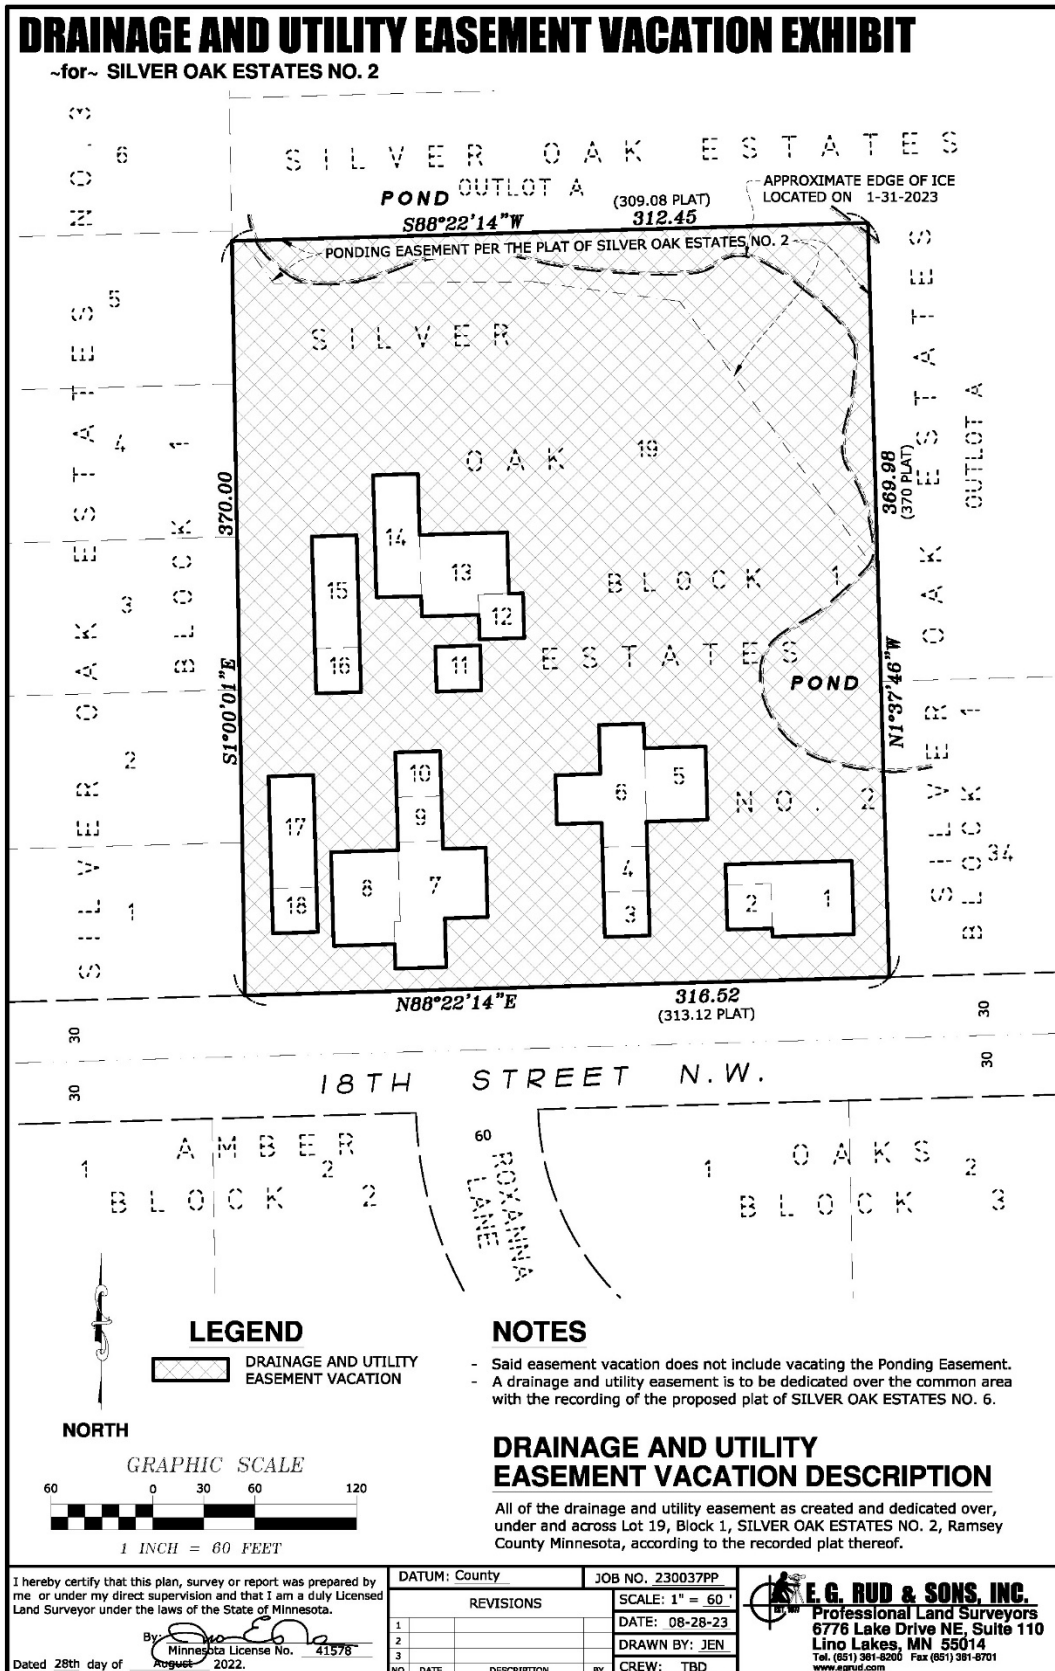 DRAINAGE AND UTILITY EASEMENT VACATION EXHIBIT
~for~ SILVER OAK ESTATES NO. 2
SILVER OAK ESTATES
OUTLOT A
POND
S88°22'14"W
(309.08 PLAT)
312.45
APPROXIMATE EDGE OF ICE
LOCATED ON 1-31-2023
PONDING EASEMENT PER THE PLAT OF SILVER OAK ESTATES NO. 2
SILVER OAK ESTATES NO. 3
BLOCK 1
6
5
4
3
2
1
370.00
S1°00'01"E
SILVER
OAK
19
BLOCK 1
ESTATES
NO. 2
POND
14
13
15
12
16
11
10
9
17
8
7
18
6
5
4
3
2
1
369.98
(370 PLAT)
N1°37'46"W
SILVER OAK ESTATES
OUTLOT A
BLOCK 1
34
N88°22'14"E
316.52
(313.12 PLAT)
30
30
30
30
18TH STREET N.W.
60
ROXANNA
LANE
AMBER
1
2
BLOCK 2
OAKS
1
2
BLOCK 3
NORTH
LEGEND
DRAINAGE AND UTILITY
EASEMENT VACATION
NOTES
- Said easement vacation does not include vacating the Ponding Easement.
- A drainage and utility easement is to be dedicated over the common area
with the recording of the proposed plat of SILVER OAK ESTATES NO. 6.
GRAPHIC SCALE
60 0 30 60 120
1 INCH = 60 FEET
DRAINAGE AND UTILITY
EASEMENT VACATION DESCRIPTION
All of the drainage and utility easement as created and dedicated over,
under and across Lot 19, Block 1, SILVER OAK ESTATES NO. 2, Ramsey
County Minnesota, according to the recorded plat thereof.
I hereby certify that this plan, survey or report was prepared by
me or under my direct supervision and that I am a duly Licensed
Land Surveyor under the laws of the State of Minnesota.
By:
Minnesota License No. 41578
Dated 28th day of August 2022.
DATUM: County
JOB NO. 230037PP
REVISIONS
1
2
3
NO. DATE DESCRIPTION BY
SCALE: 1" = 60 '
DATE: 08-28-23
DRAWN BY: JEN
CREW: TBD
E. G. RUD & SONS, INC.
EST. 1977
Professional Land Surveyors
6776 Lake Drive NE, Suite 110
Lino Lakes, MN 55014
Tel. (651) 361-8200 Fax (651) 361-8701
www.egrud.com